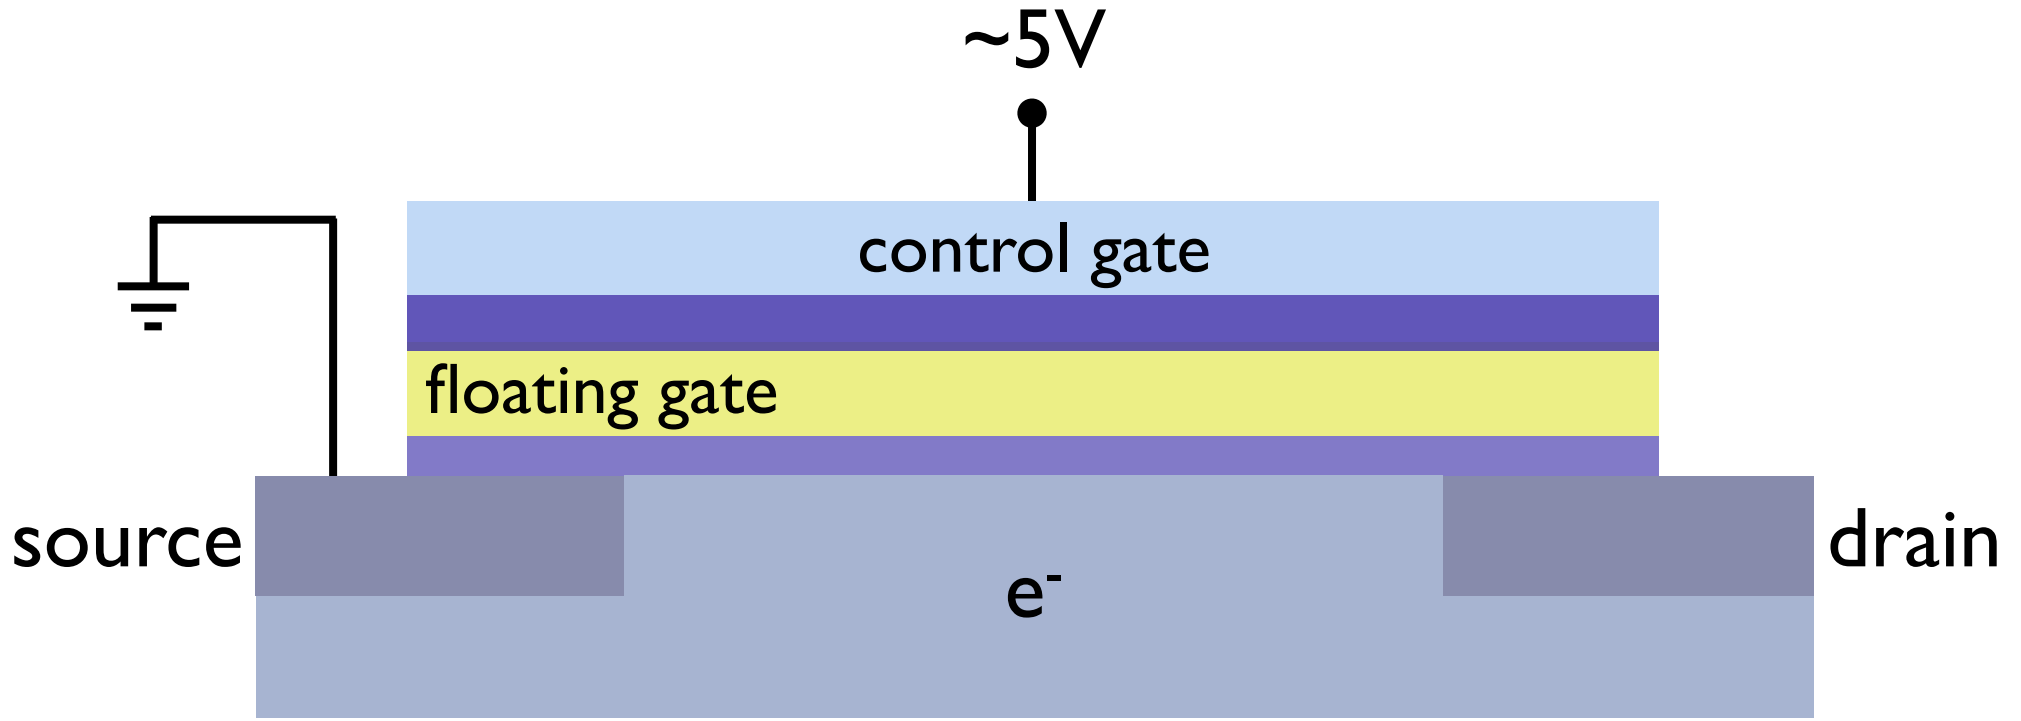 ~5V
control gate
floating gate
source
drain
e-